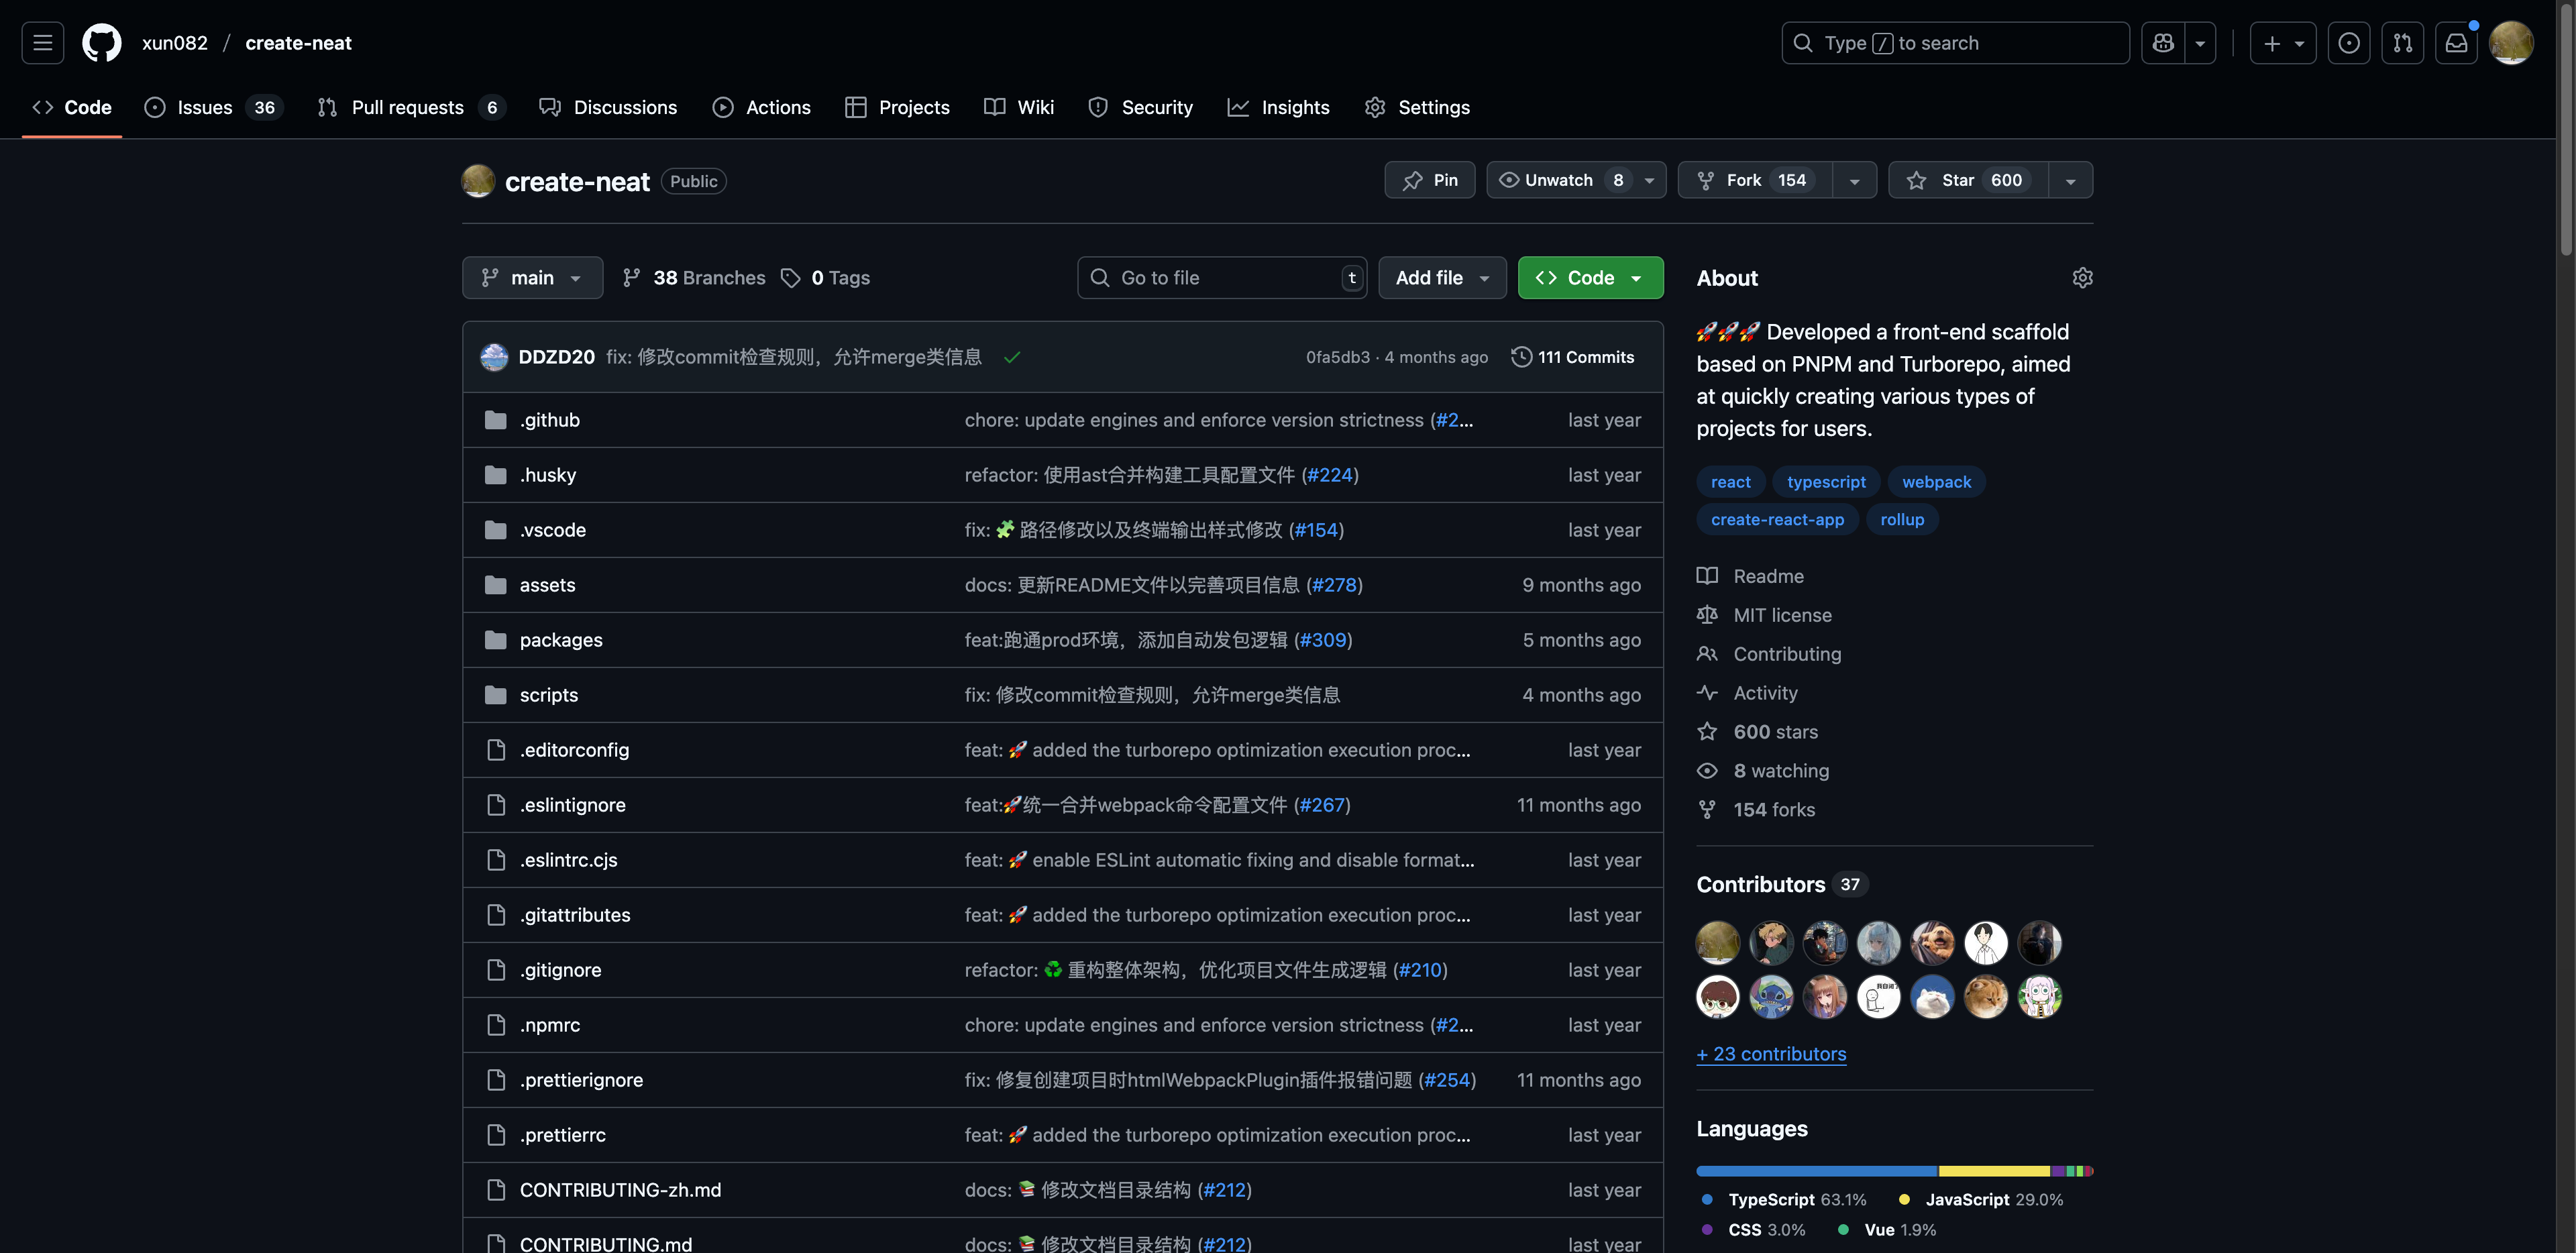 xun082 / create-neat
Type / to search
Code Issues 36 Pull requests 6 Discussions Actions Projects Wiki Security Insights Settings
create-neat Public
Pin Unwatch 8 Fork 154 Star 600
main 38 Branches 0 Tags Go to file t Add file Code
DDZD20 fix: 修改commit检查规则，允许merge类信息 0fa5db3 · 4 months ago 111 Commits
.github chore: update engines and enforce version strictness (#2... last year
.husky refactor: 使用ast合并构建工具配置文件 (#224) last year
.vscode fix: 🧩 路径修改以及终端输出样式修改 (#154) last year
assets docs: 更新README文件以完善项目信息 (#278) 9 months ago
packages feat:跑通prod环境，添加自动发包逻辑 (#309) 5 months ago
scripts fix: 修改commit检查规则，允许merge类信息 4 months ago
.editorconfig feat: 🚀 added the turborepo optimization execution proc... last year
.eslintignore feat:🚀统一合并webpack命令配置文件 (#267) 11 months ago
.eslintrc.cjs feat: 🚀 enable ESLint automatic fixing and disable format... last year
.gitattributes feat: 🚀 added the turborepo optimization execution proc... last year
.gitignore refactor: ♻️ 重构整体架构，优化项目文件生成逻辑 (#210) last year
.npmrc chore: update engines and enforce version strictness (#2... last year
.prettierignore fix: 修复创建项目时htmlWebpackPlugin插件报错问题 (#254) 11 months ago
.prettierrc feat: 🚀 added the turborepo optimization execution proc... last year
CONTRIBUTING-zh.md docs: 📚 修改文档目录结构 (#212) last year
CONTRIBUTING.md docs: 📚 修改文档目录结构 (#212) last year
About
🚀🚀🚀 Developed a front-end scaffold
based on PNPM and Turborepo, aimed
at quickly creating various types of
projects for users.
react typescript webpack
create-react-app rollup
Readme
MIT license
Contributing
Activity
600 stars
8 watching
154 forks
Contributors 37
+ 23 contributors
Languages
TypeScript 63.1% JavaScript 29.0%
CSS 3.0% Vue 1.9%